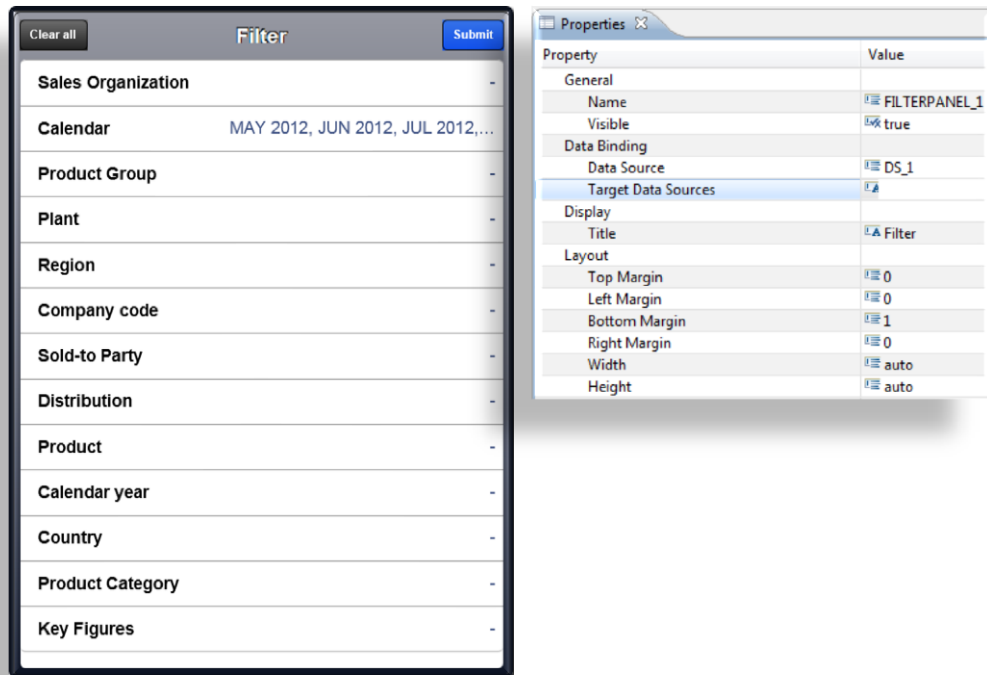 Clear all Filter Submit
Sales Organization -
Calendar MAY 2012, JUN 2012, JUL 2012,...
Product Group -
Plant -
Region -
Company code -
Sold-to Party -
Distribution -
Product -
Calendar year -
Country -
Product Category -
Key Figures -
Properties
Property Value
General
Name FILTERPANEL_1
Visible true
Data Binding
Data Source DS_1
Target Data Sources
Display
Title Filter
Layout
Top Margin 0
Left Margin 0
Bottom Margin 1
Right Margin 0
Width auto
Height auto